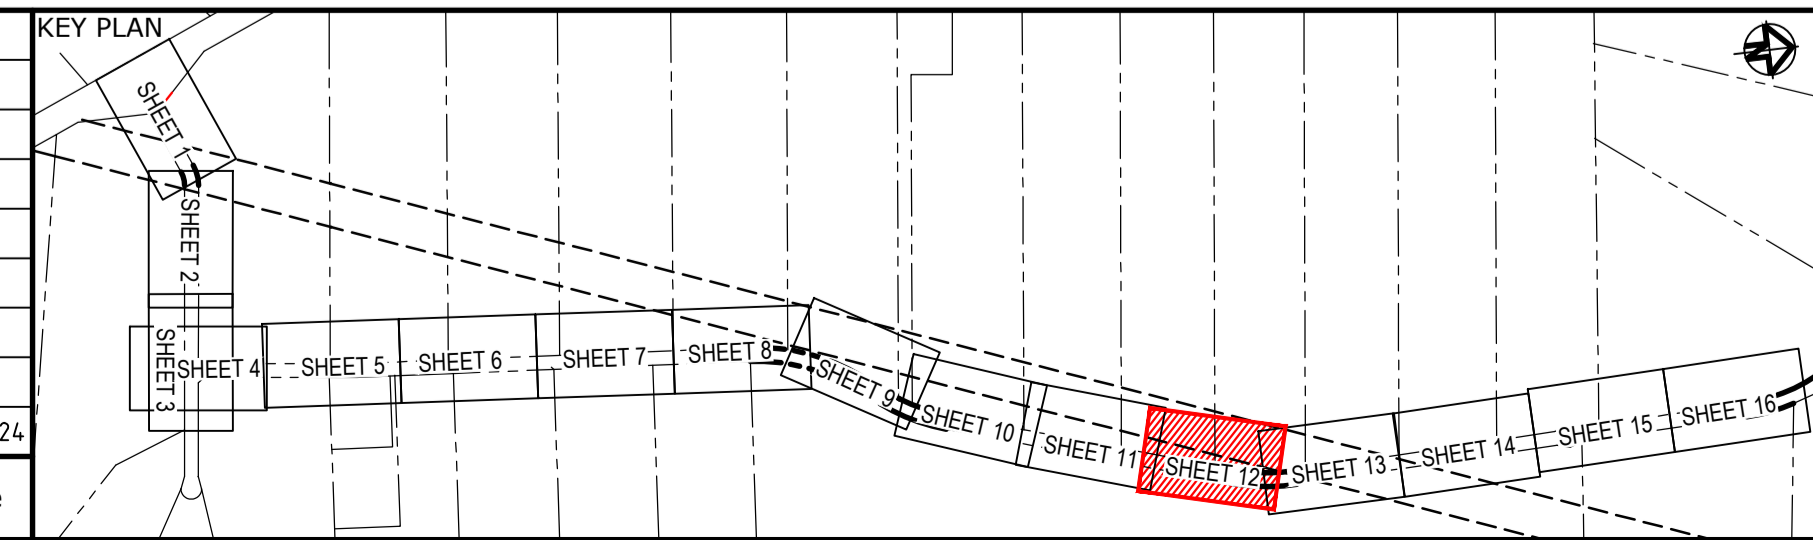 KEY PLAN
N
SHEET 1
SHEET 2
SHEET 3
SHEET 4
SHEET 5
SHEET 6
SHEET 7
SHEET 8
SHEET 9
SHEET 10
SHEET 11
SHEET 12
SHEET 13
SHEET 14
SHEET 15
SHEET 16
24